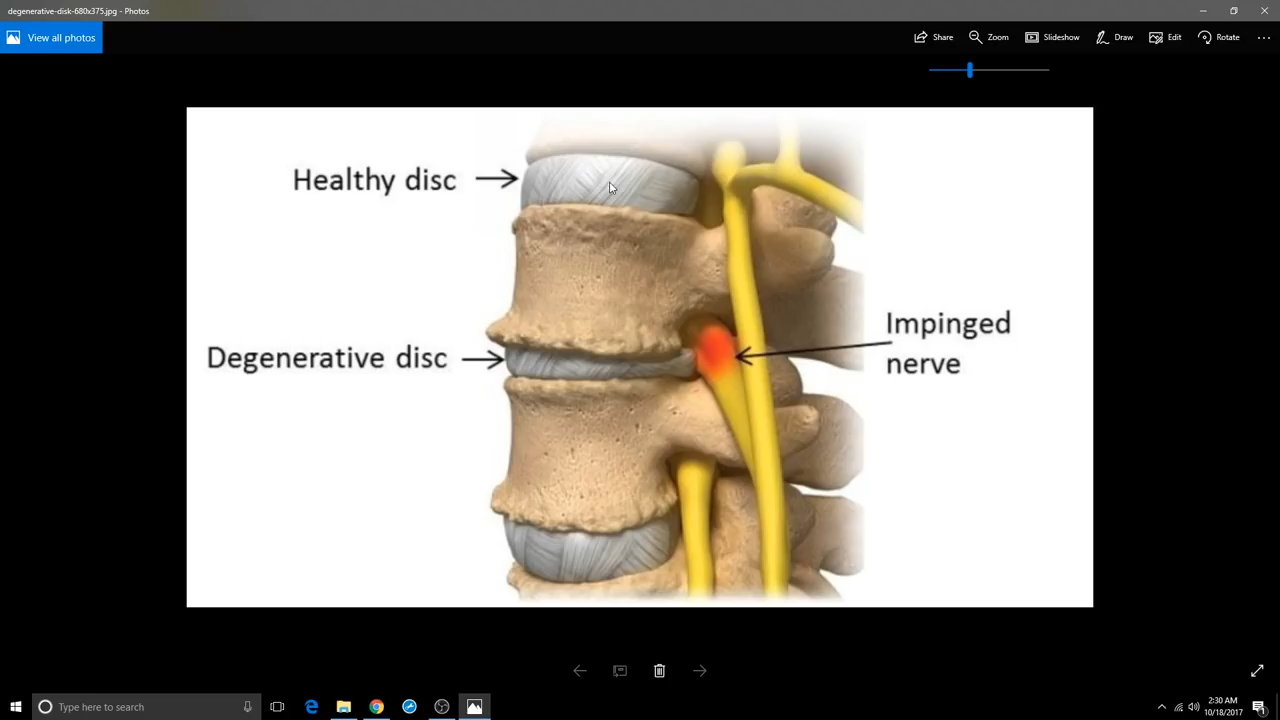 degenerative-disk-680x375.jpg - Photos
View all photos
Share
Zoom
Slideshow
Draw
Edit
Rotate
Healthy disc
Degenerative disc
Impinged
nerve
Type here to search
2:30 AM
10/18/2017